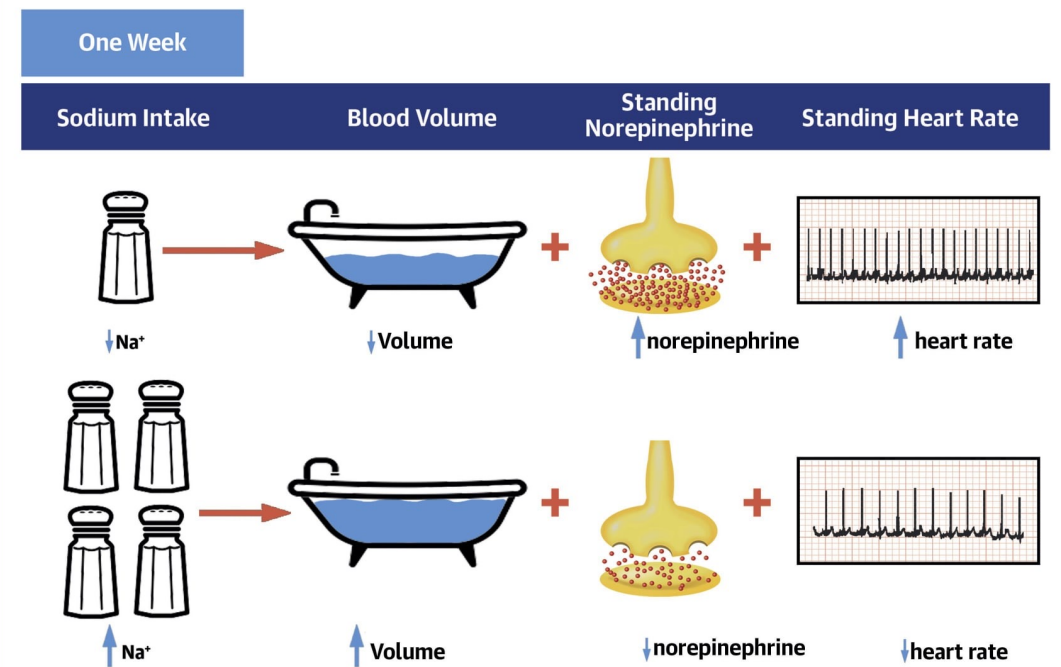 One Week
Sodium Intake
Blood Volume
Standing
Norepinephrine
Standing Heart Rate
↓Na⁺
↓Volume
↑norepinephrine
↑ heart rate
↑ Na⁺
↑ Volume
↓norepinephrine
↓heart rate